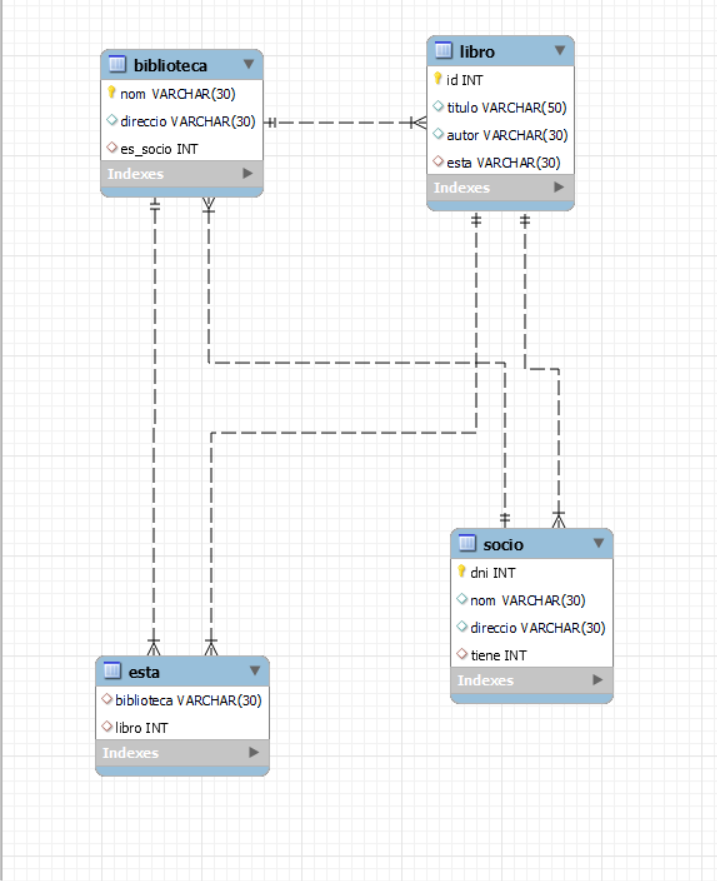 biblioteca
nom VARCHAR(30)
direccio VARCHAR(30)
es_socio INT
Indexes
libro
id INT
titulo VARCHAR(50)
autor VARCHAR(30)
esta VARCHAR(30)
Indexes
socio
dni INT
nom VARCHAR(30)
direccio VARCHAR(30)
tiene INT
Indexes
esta
biblioteca VARCHAR(30)
libro INT
Indexes